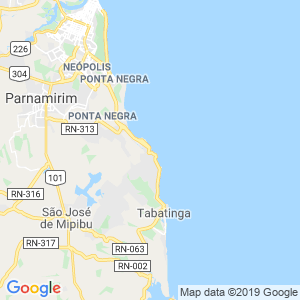 226
NEÓPOLIS
304
PONTA NEGRA
Parnamirim
PONTA NEGRA
RN-313
101
RN-316
São José
de Mipibu
Tabatinga
RN-317
RN-063
RN-002
Google
Map data ©2019 Google